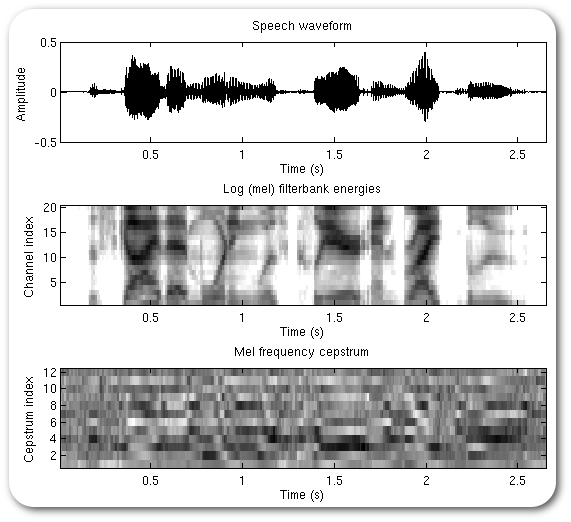 Speech waveform
0.5
0
-0.5
Amplitude
0.5 1 1.5 2 2.5
Time (s)
Log (mel) filterbank energies
20
15
10
5
Channel index
0.5 1 1.5 2 2.5
Time (s)
Mel frequency cepstrum
12
10
8
6
4
2
Cepstrum index
0.5 1 1.5 2 2.5
Time (s)